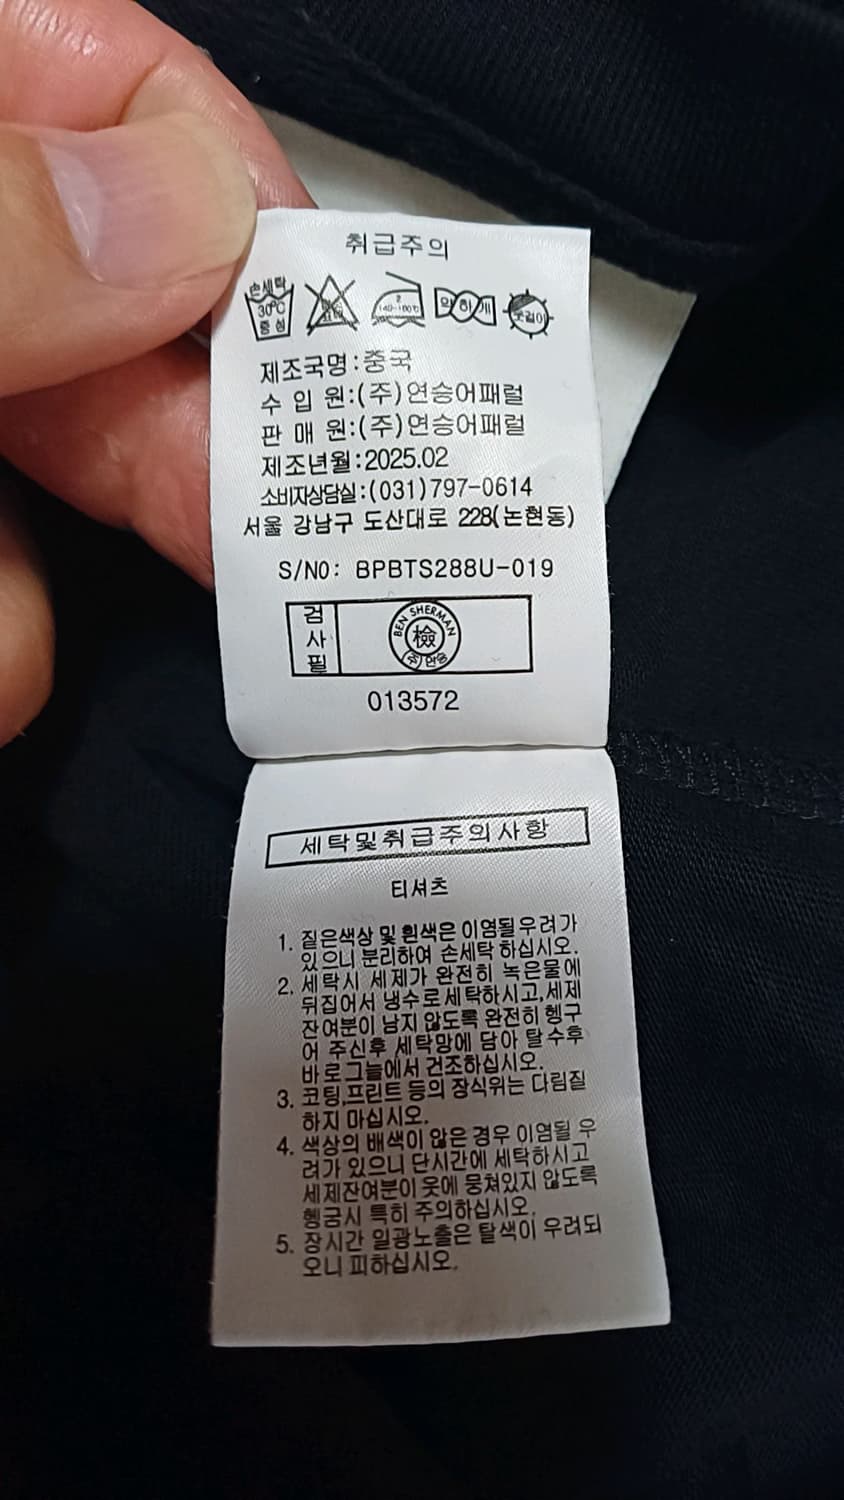 취급주의
손세탁
30℃
중성
2
140~160℃
약하게
옷걸이
제조국명:중국
수 입 원:(주)연승어패럴
판 매 원:(주)연승어패럴
제조년월:2025.02
소비자상담실:(031)797-0614
서울 강남구 도산대로 228(논현동)
S/NO: BPBTS288U-019
검사필
BEN SHERMAN
檢
(주)연승
013572
세탁및취급주의사항
티셔츠
1. 짙은색상 및 흰색은 이염될우려가
있으니 분리하여 손세탁 하십시오.
2. 세탁시 세제가 완전히 녹은물에
뒤집어서 냉수로세탁하시고,세제
잔여분이 남지 않도록 완전히 헹구
어 주신후 세탁망에 담아 탈수후
바로그늘에서 건조하십시오.
3. 코팅,프린트 등의 장식위는 다림질
하지 마십시오.
4. 색상의 배색이 않은 경우 이염될 우
려가 있으니 단시간에 세탁하시고
세제잔여분이 옷에 뭉쳐있지 않도록
헹굼시 특히 주의하십시오.
5. 장시간 일광노출은 탈색이 우려되
오니 피하십시오.